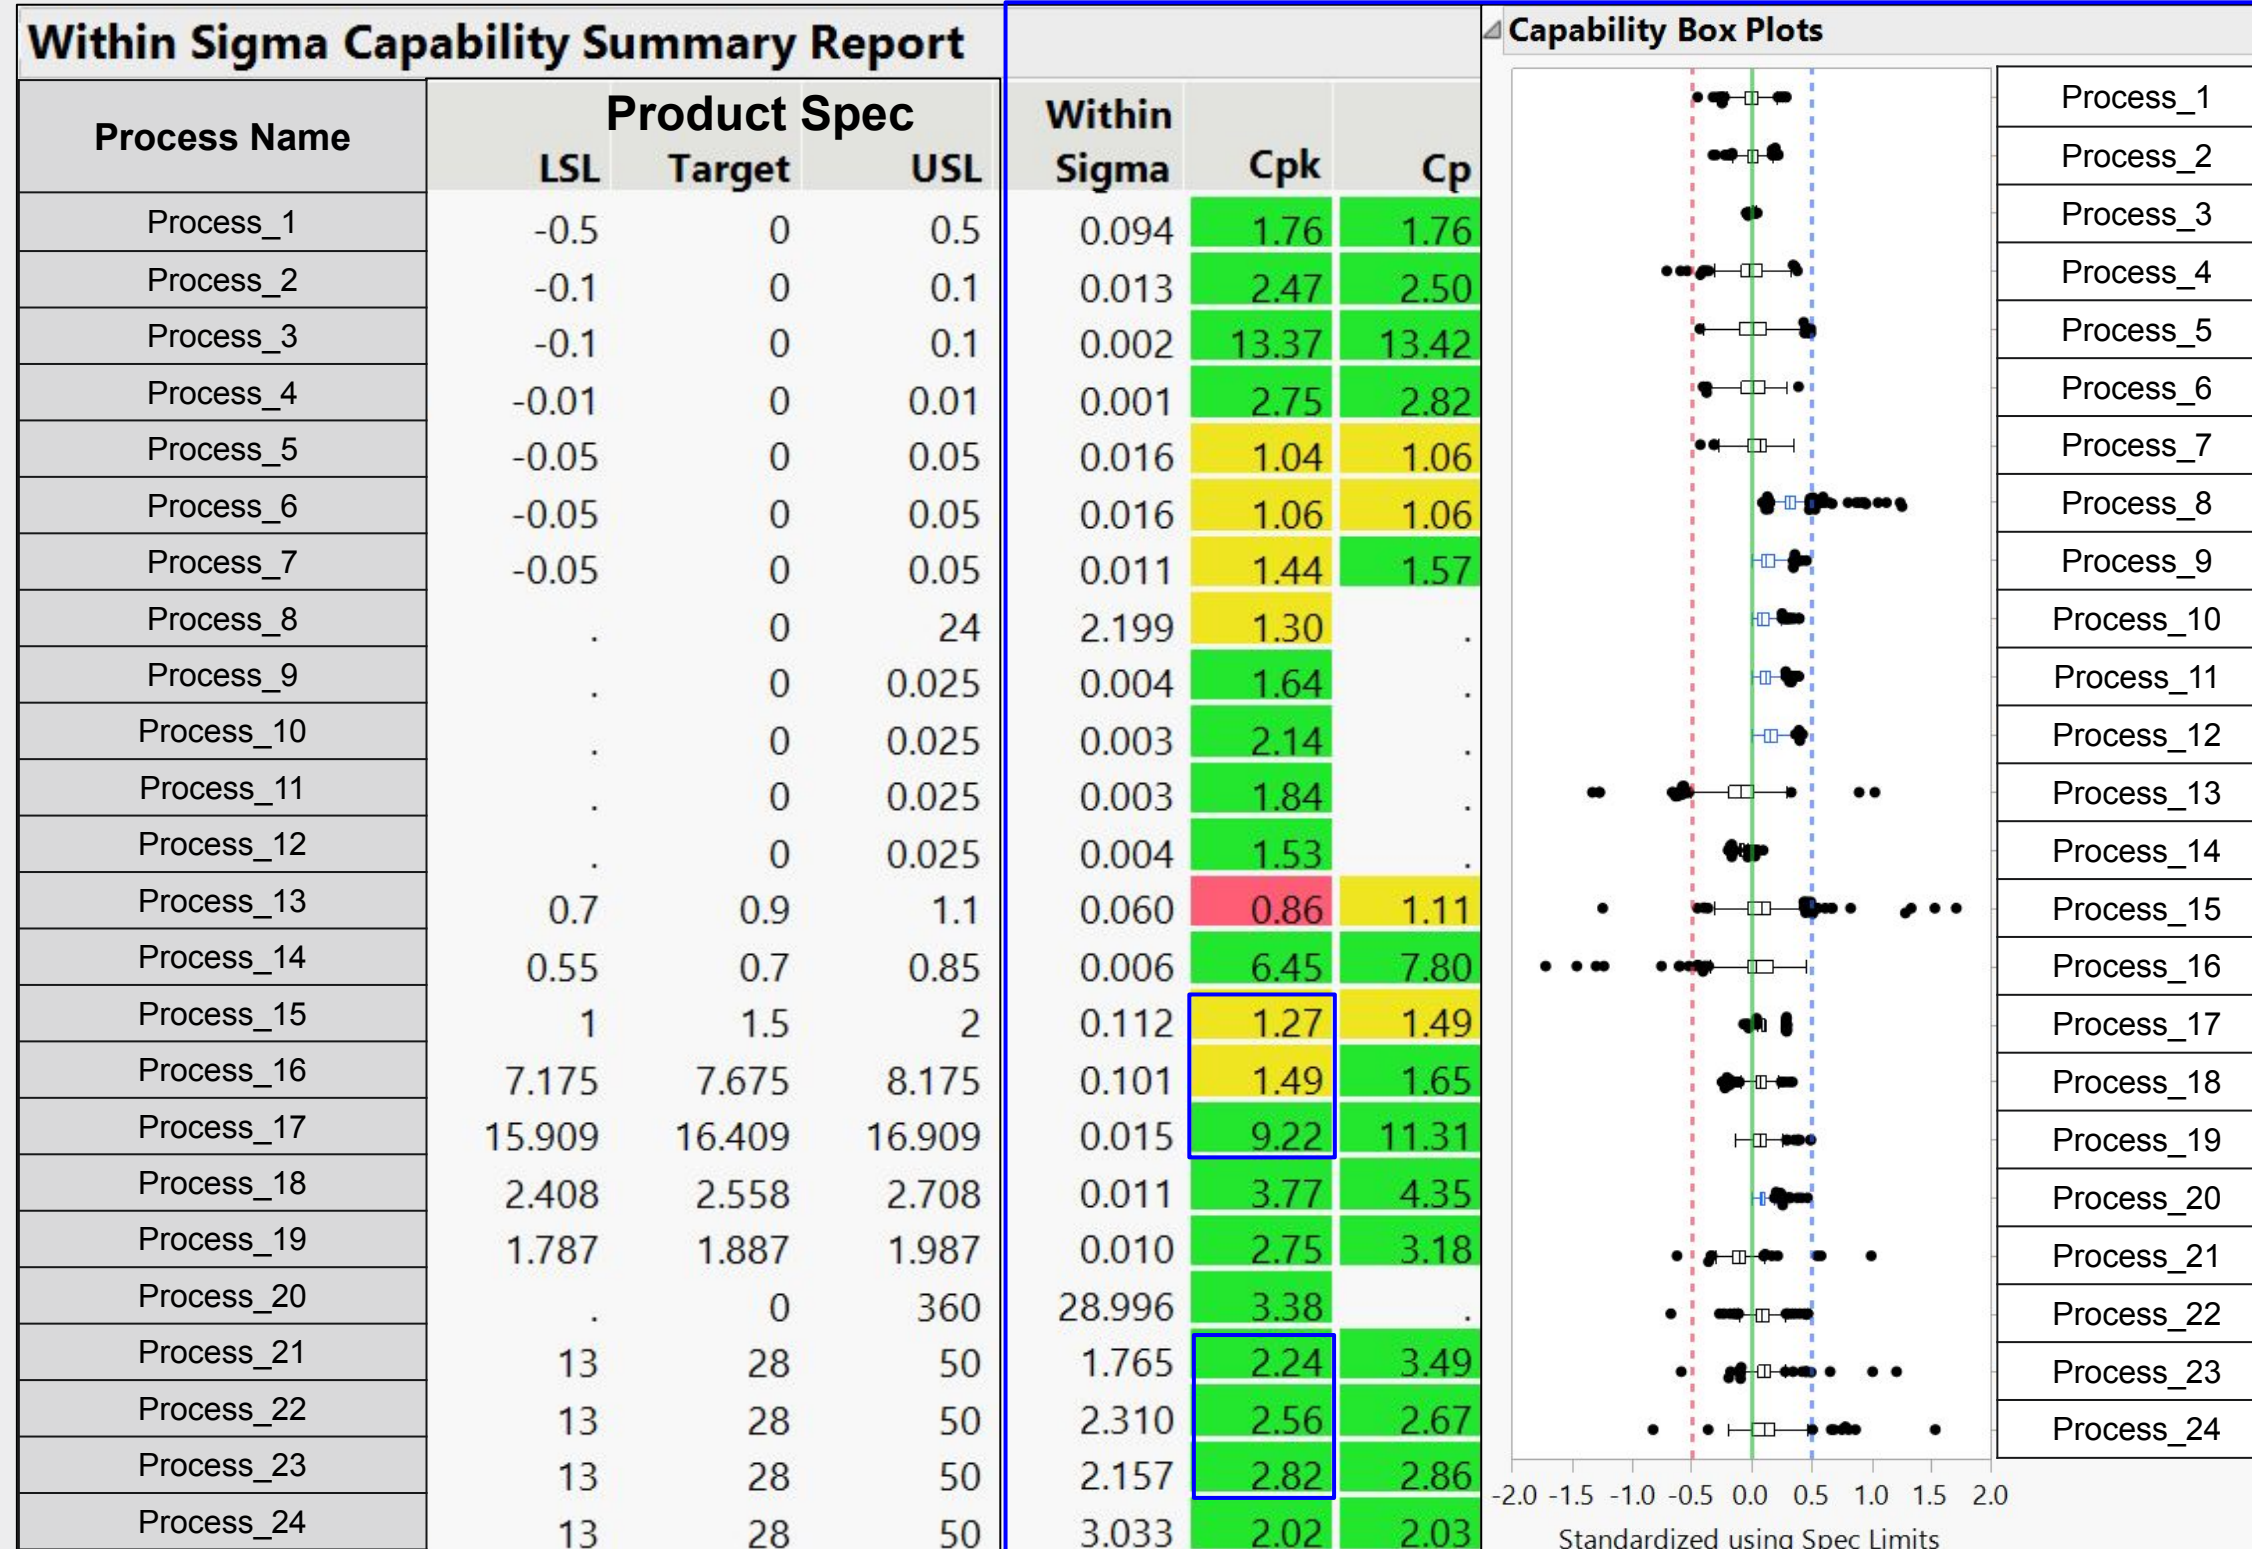 Within Sigma Capability Summary Report
Process Name Product Spec Within Sigma Cpk Cp
LSL Target USL
Process_1 -0.5 0 0.5 0.094 1.76 1.76
Process_2 -0.1 0 0.1 0.013 2.47 2.50
Process_3 -0.1 0 0.1 0.002 13.37 13.42
Process_4 -0.01 0 0.01 0.001 2.75 2.82
Process_5 -0.05 0 0.05 0.016 1.04 1.06
Process_6 -0.05 0 0.05 0.016 1.06 1.06
Process_7 -0.05 0 0.05 0.011 1.44 1.57
Process_8 . 0 24 2.199 1.30 .
Process_9 . 0 0.025 0.004 1.64 .
Process_10 . 0 0.025 0.003 2.14 .
Process_11 . 0 0.025 0.003 1.84 .
Process_12 . 0 0.025 0.004 1.53 .
Process_13 0.7 0.9 1.1 0.060 0.86 1.11
Process_14 0.55 0.7 0.85 0.006 6.45 7.80
Process_15 1 1.5 2 0.112 1.27 1.49
Process_16 7.175 7.675 8.175 0.101 1.49 1.65
Process_17 15.909 16.409 16.909 0.015 9.22 11.31
Process_18 2.408 2.558 2.708 0.011 3.77 4.35
Process_19 1.787 1.887 1.987 0.010 2.75 3.18
Process_20 . 0 360 28.996 3.38 .
Process_21 13 28 50 1.765 2.24 3.49
Process_22 13 28 50 2.310 2.56 2.67
Process_23 13 28 50 2.157 2.82 2.86
Process_24 13 28 50 3.033 2.02 2.03
Capability Box Plots
Process_1
Process_2
Process_3
Process_4
Process_5
Process_6
Process_7
Process_8
Process_9
Process_10
Process_11
Process_12
Process_13
Process_14
Process_15
Process_16
Process_17
Process_18
Process_19
Process_20
Process_21
Process_22
Process_23
Process_24
-2.0 -1.5 -1.0 -0.5 0.0 0.5 1.0 1.5 2.0
Standardized using Spec Limits